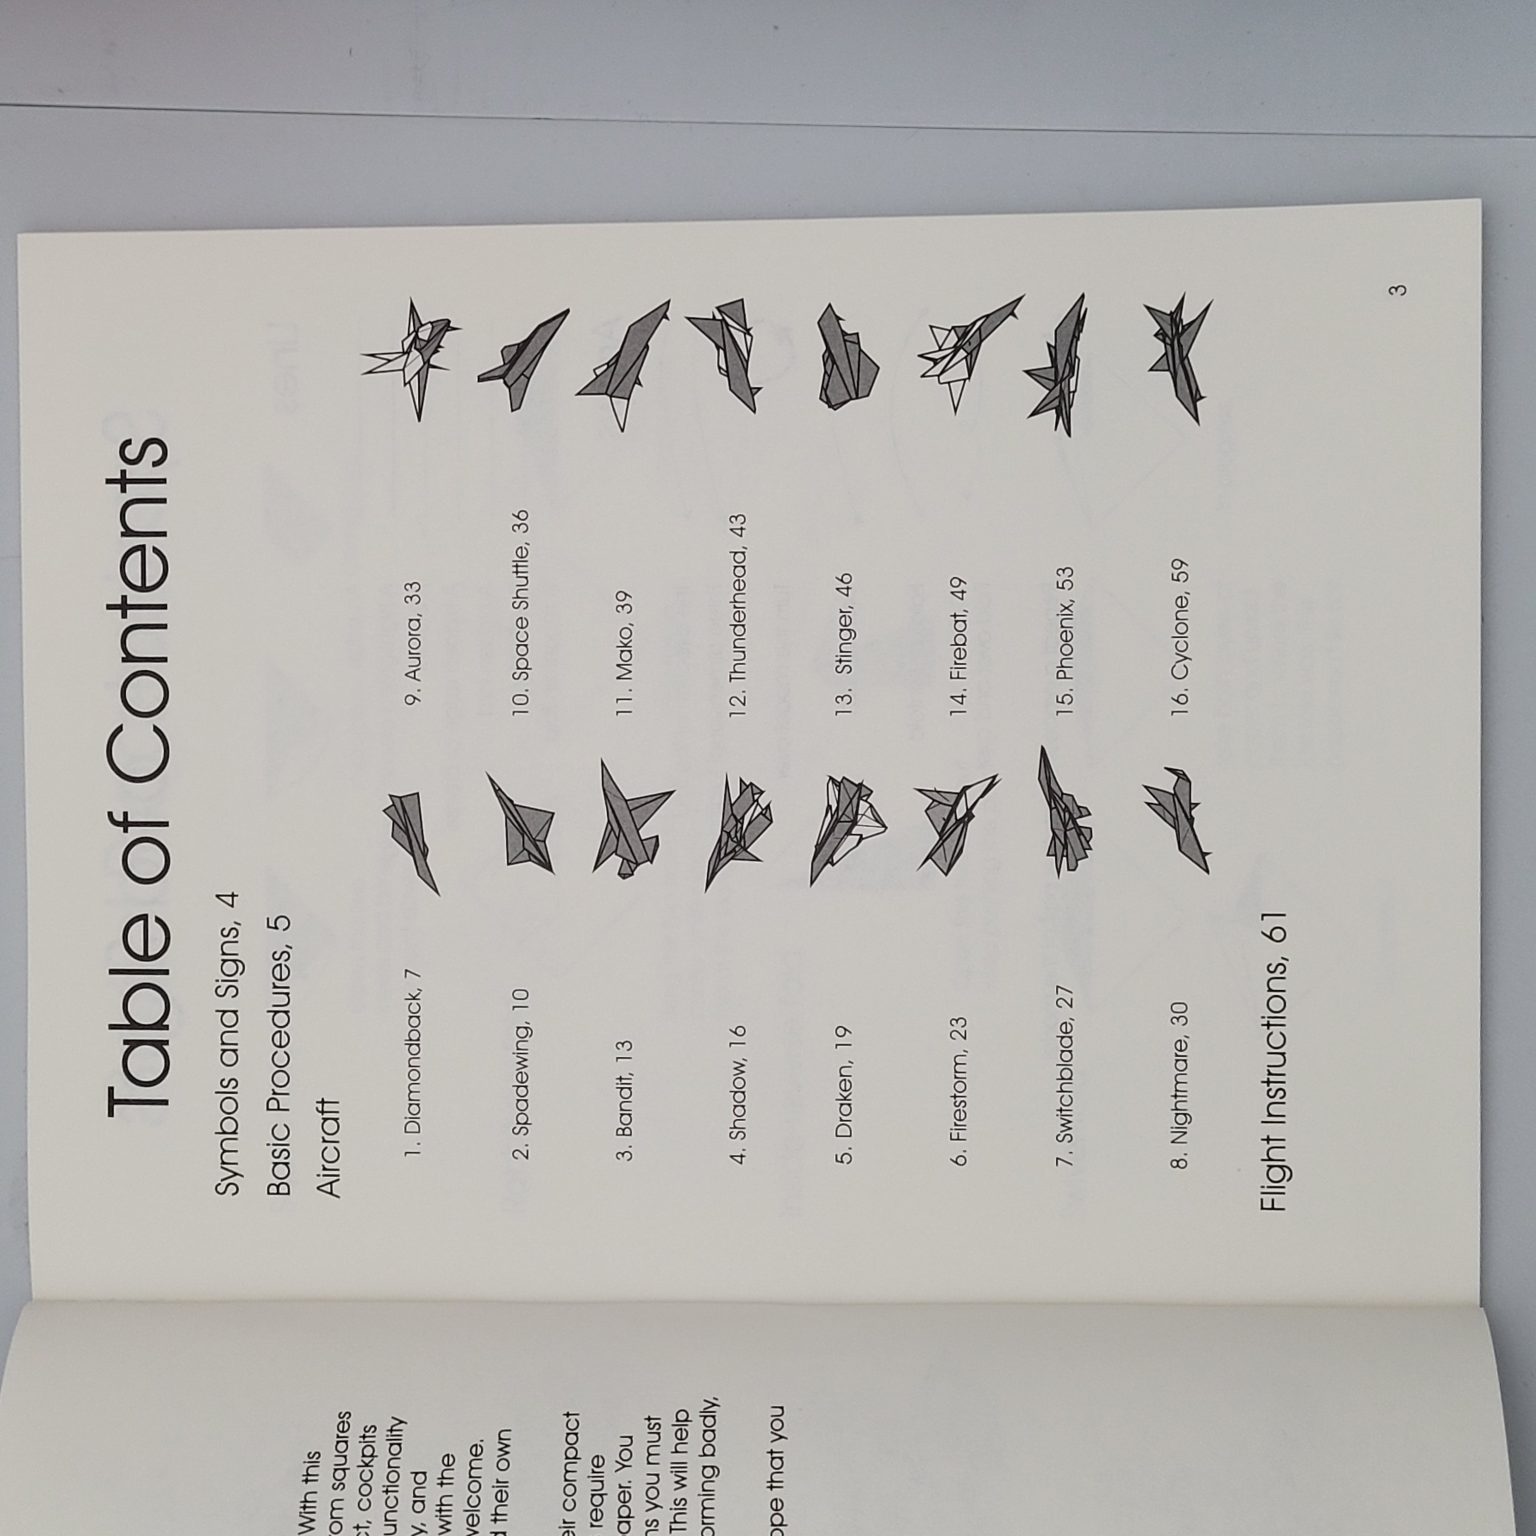 With this
om squares
ct, cockpits
unctionality
y, and
with the
welcome.
d their own
eir compact
require
aper. You
ns you must
This will help
orming badly,
ope that you
Table of Contents
Symbols and Signs, 4
Basic Procedures, 5
Aircraft
1. Diamondback, 7
2. Spadewing, 10
3. Bandit, 13
4. Shadow, 16
5. Draken, 19
6. Firestorm, 23
7. Switchblade, 27
8. Nightmare, 30
9. Aurora, 33
10. Space Shuttle, 36
11. Mako, 39
12. Thunderhead, 43
13. Stinger, 46
14. Firebat, 49
15. Phoenix, 53
16. Cyclone, 59
Flight Instructions, 61
3